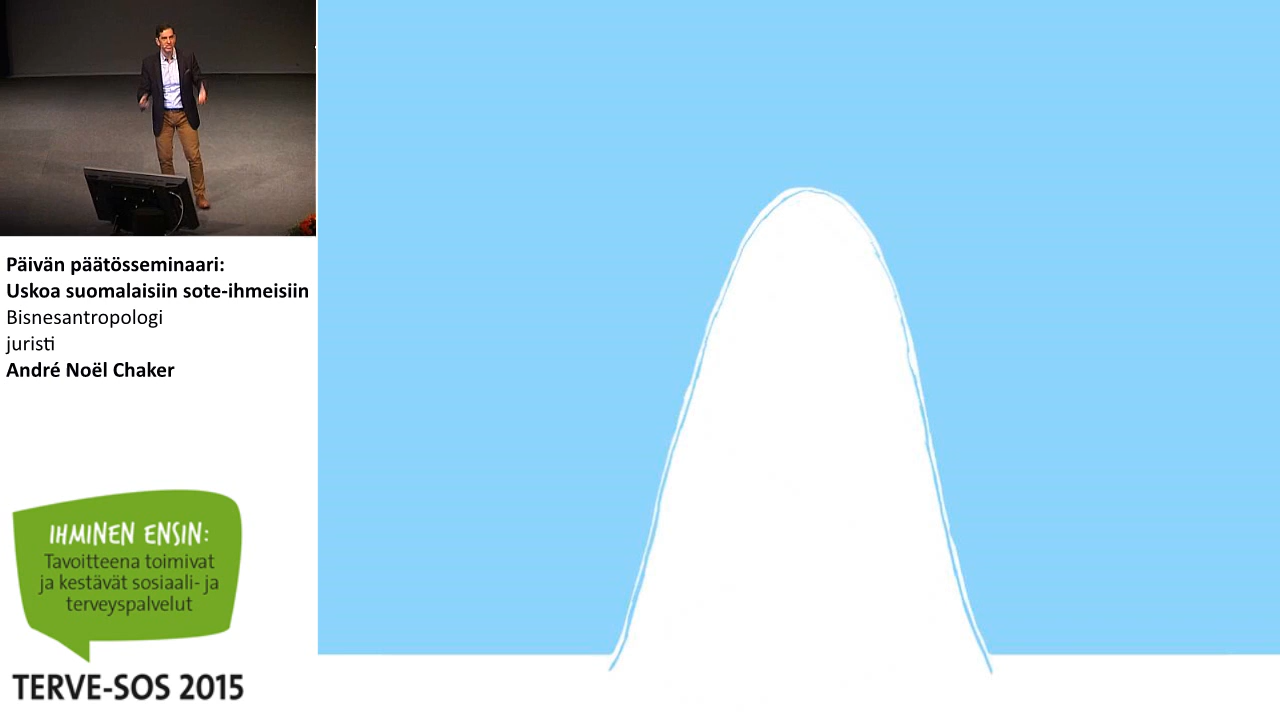 Päivän päätösseminaari:
Uskoa suomalaisiin sote-ihmeisiin
Bisnesantropologi
juristi
André Noël Chaker
IHMINEN ENSIN:
Tavoitteena toimivat
ja kestävät sosiaali- ja
terveyspalvelut
TERVE-SOS 2015